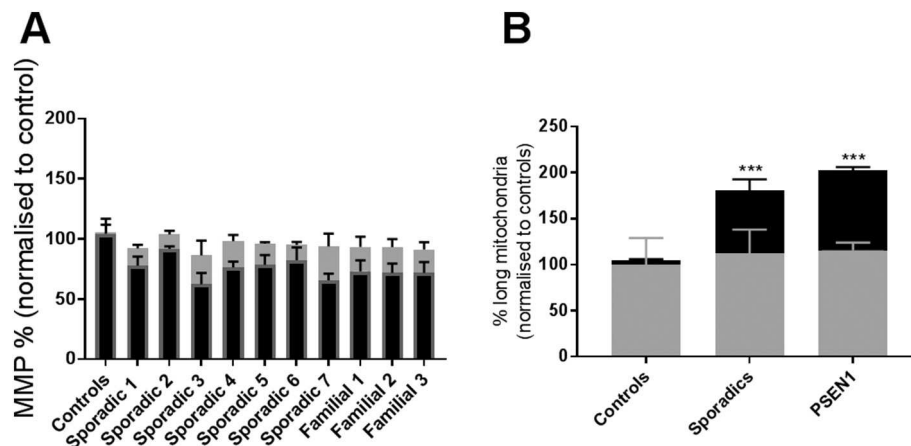 A
MMP % (normalised to control)
200
150
100
50
0
Controls
Sporadic 1
Sporadic 2
Sporadic 3
Sporadic 4
Sporadic 5
Sporadic 6
Sporadic 7
Familial 1
Familial 2
Familial 3
B
% long mitochondria
(normalised to controls)
250
200
150
100
50
0
***
***
Controls
Sporadics
PSEN1